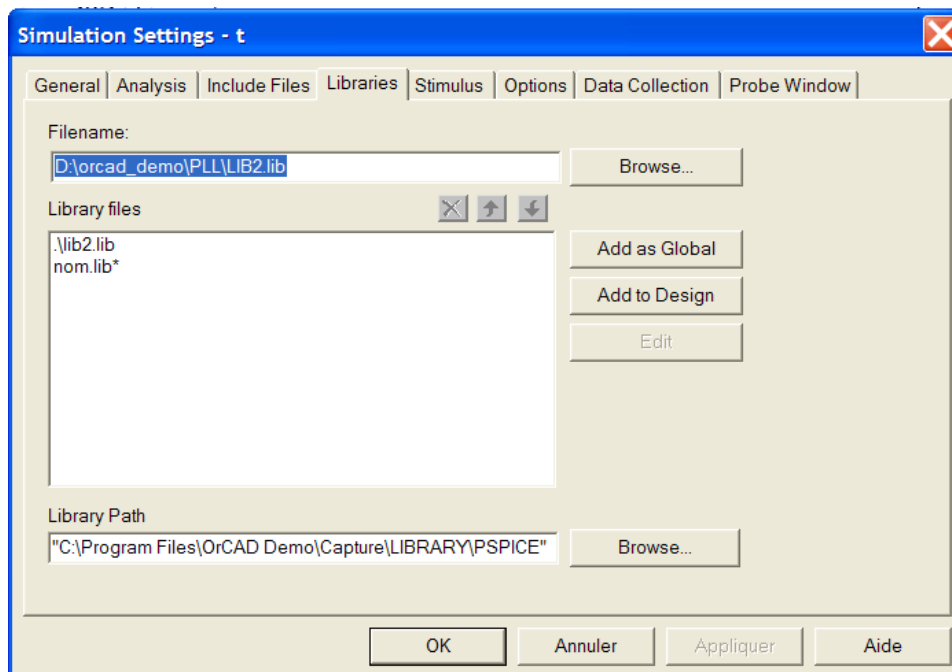 Simulation Settings - t
General Analysis Include Files Libraries Stimulus Options Data Collection Probe Window
Filename:
D:\orcad_demo\PLL\LIB2.lib Browse...
Library files
.\lib2.lib
nom.lib*
Add as Global
Add to Design
Edit
Library Path
"C:\Program Files\OrCAD Demo\Capture\LIBRARY\PSPICE" Browse...
OK Annuler Appliquer Aide